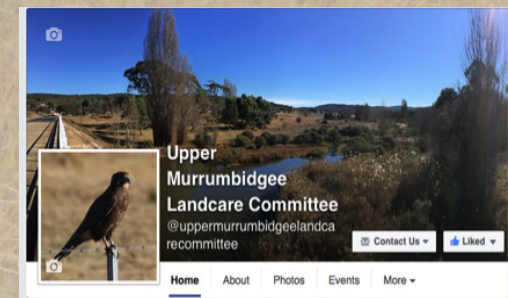 Upper
Murrumbidgee
Landcare Committee
@uppermurrumbidgeelandca
recommittee
Contact Us
Liked
Home About Photos Events More